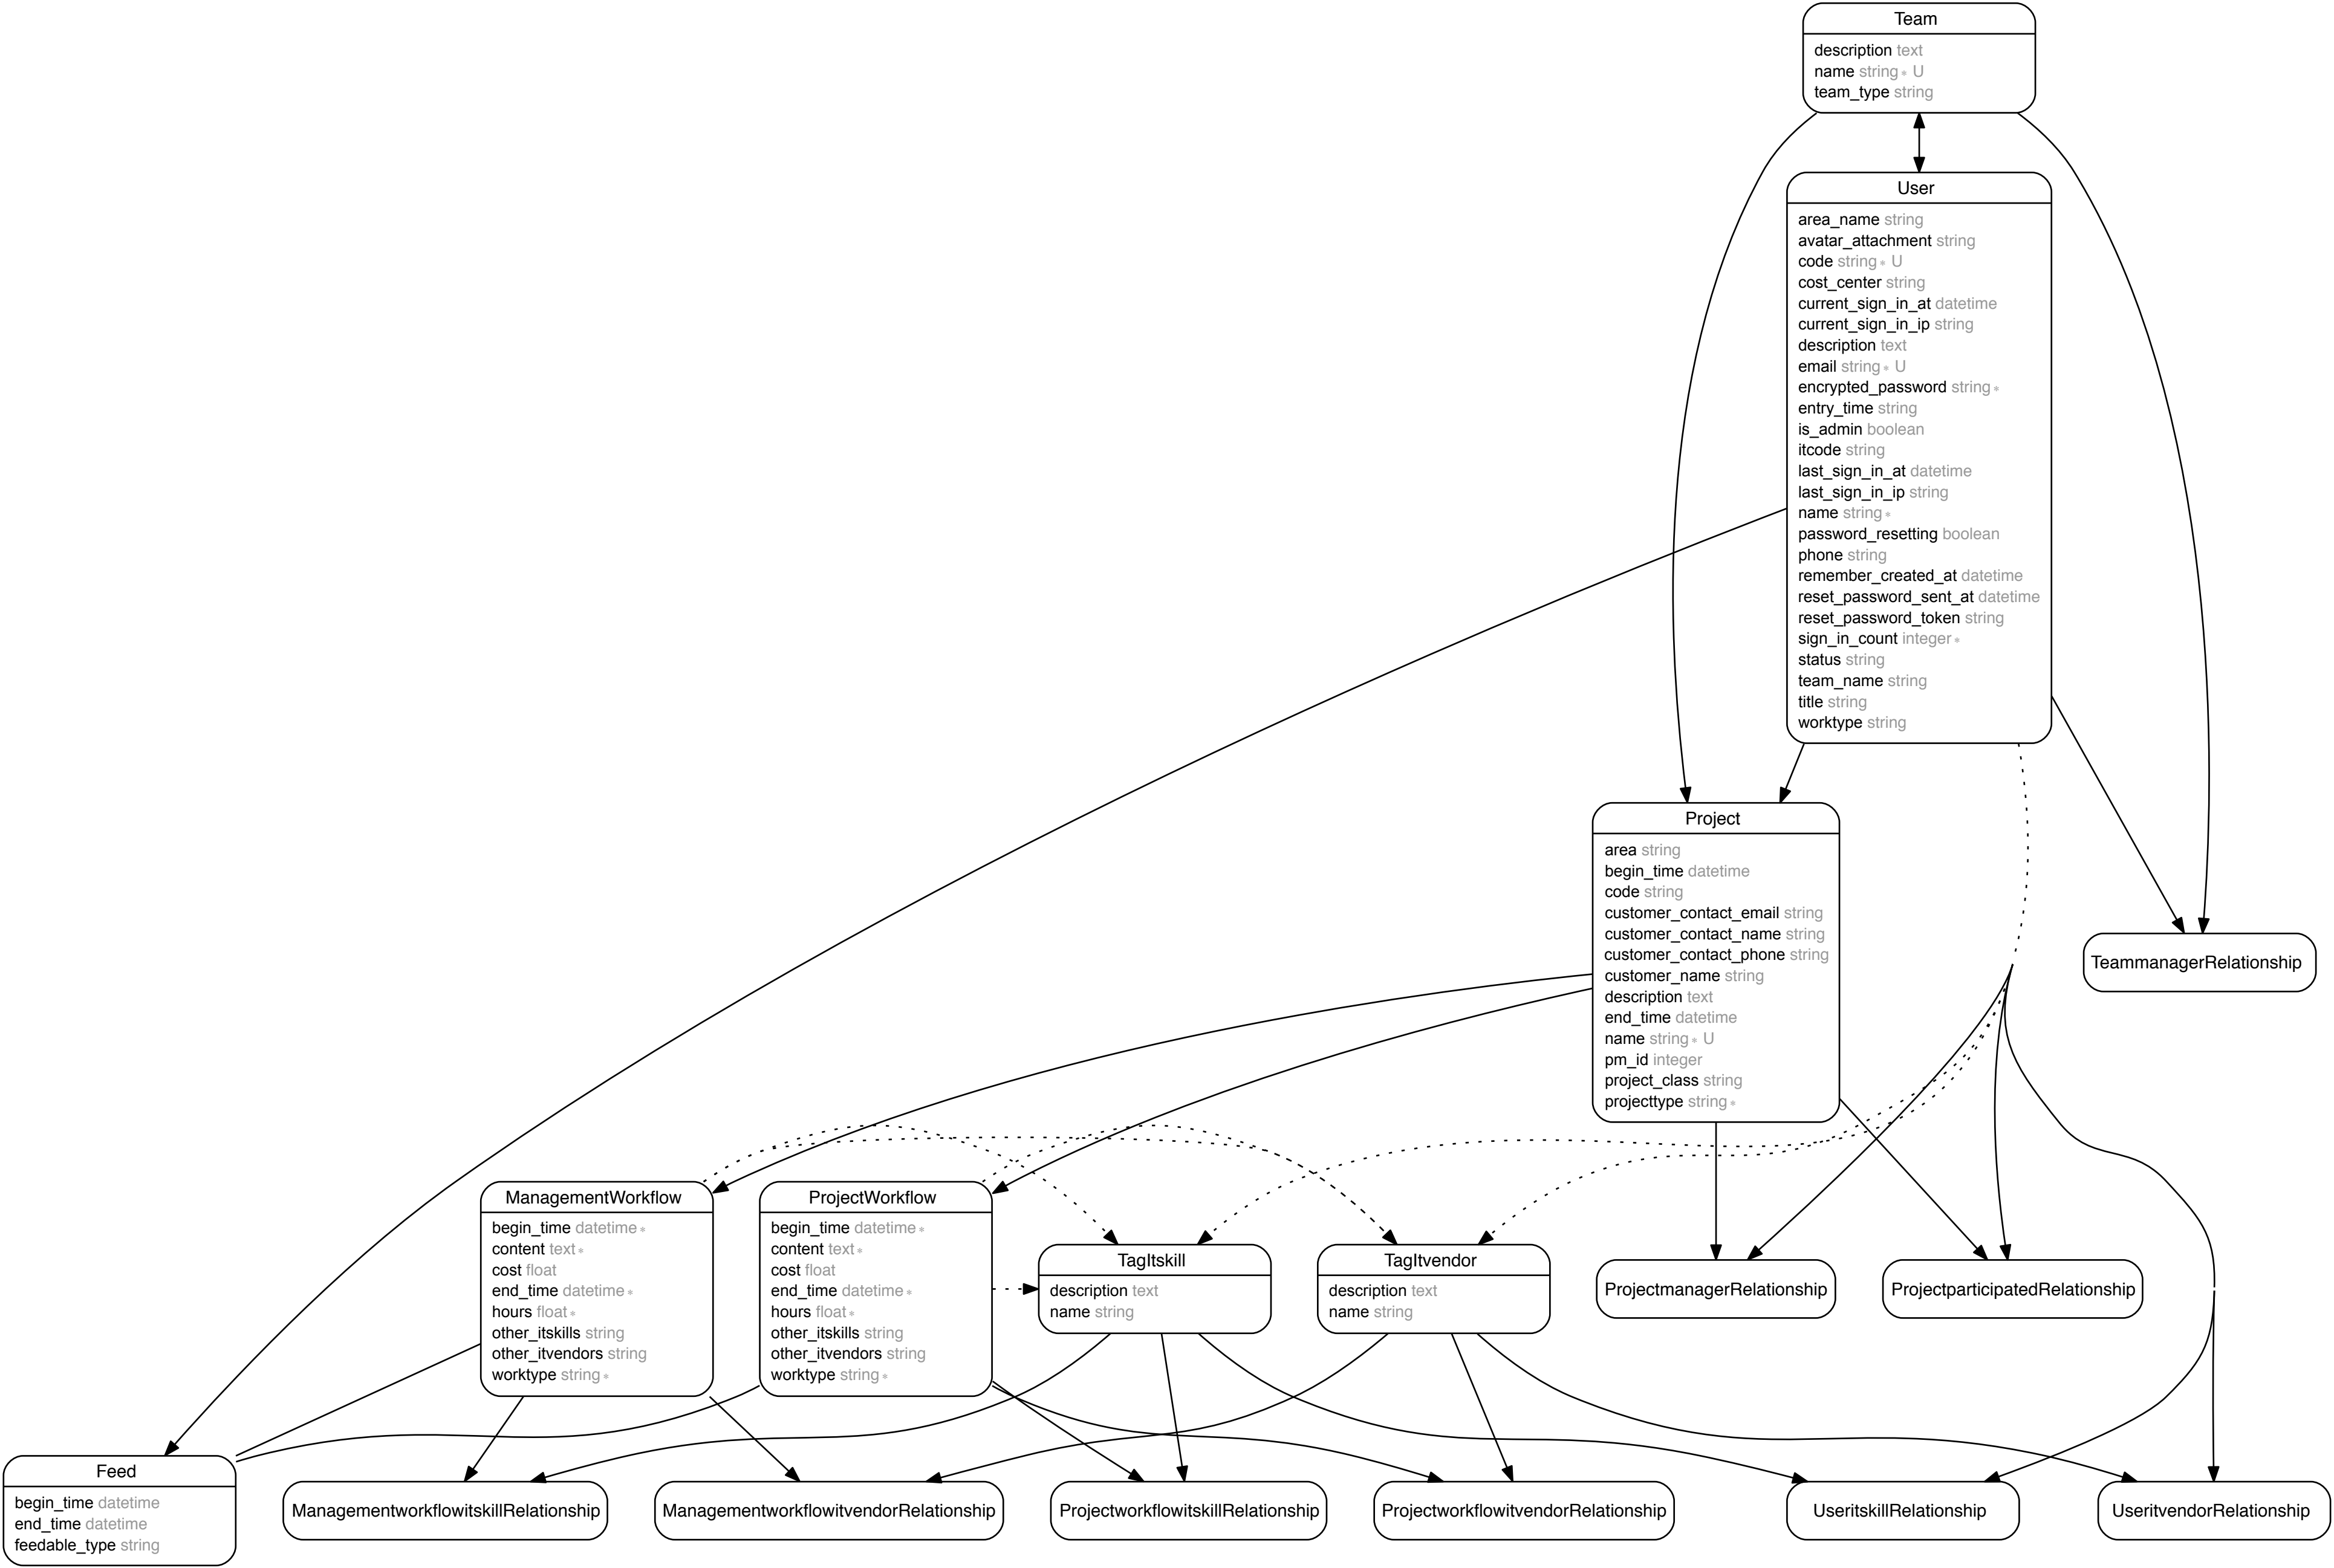 Team
description text
name string∗ U
team_type string
User
area_name string
avatar_attachment string
code string∗ U
cost_center string
current_sign_in_at datetime
current_sign_in_ip string
description text
email string∗ U
encrypted_password string∗
entry_time string
is_admin boolean
itcode string
last_sign_in_at datetime
last_sign_in_ip string
name string∗
password_resetting boolean
phone string
remember_created_at datetime
reset_password_sent_at datetime
reset_password_token string
sign_in_count integer∗
status string
team_name string
title string
worktype string
Project
area string
begin_time datetime
code string
customer_contact_email string
customer_contact_name string
customer_contact_phone string
customer_name string
description text
end_time datetime
name string∗ U
pm_id integer
project_class string
projecttype string∗
TeammanagerRelationship
ManagementWorkflow
begin_time datetime∗
content text∗
cost float
end_time datetime∗
hours float∗
other_itskills string
other_itvendors string
worktype string∗
ProjectWorkflow
begin_time datetime∗
content text∗
cost float
end_time datetime∗
hours float∗
other_itskills string
other_itvendors string
worktype string∗
TagItskill
description text
name string
TagItvendor
description text
name string
ProjectmanagerRelationship
ProjectparticipatedRelationship
Feed
begin_time datetime
end_time datetime
feedable_type string
ManagementworkflowitskillRelationship
ManagementworkflowitvendorRelationship
ProjectworkflowitskillRelationship
ProjectworkflowitvendorRelationship
UseritskillRelationship
UseritvendorRelationship